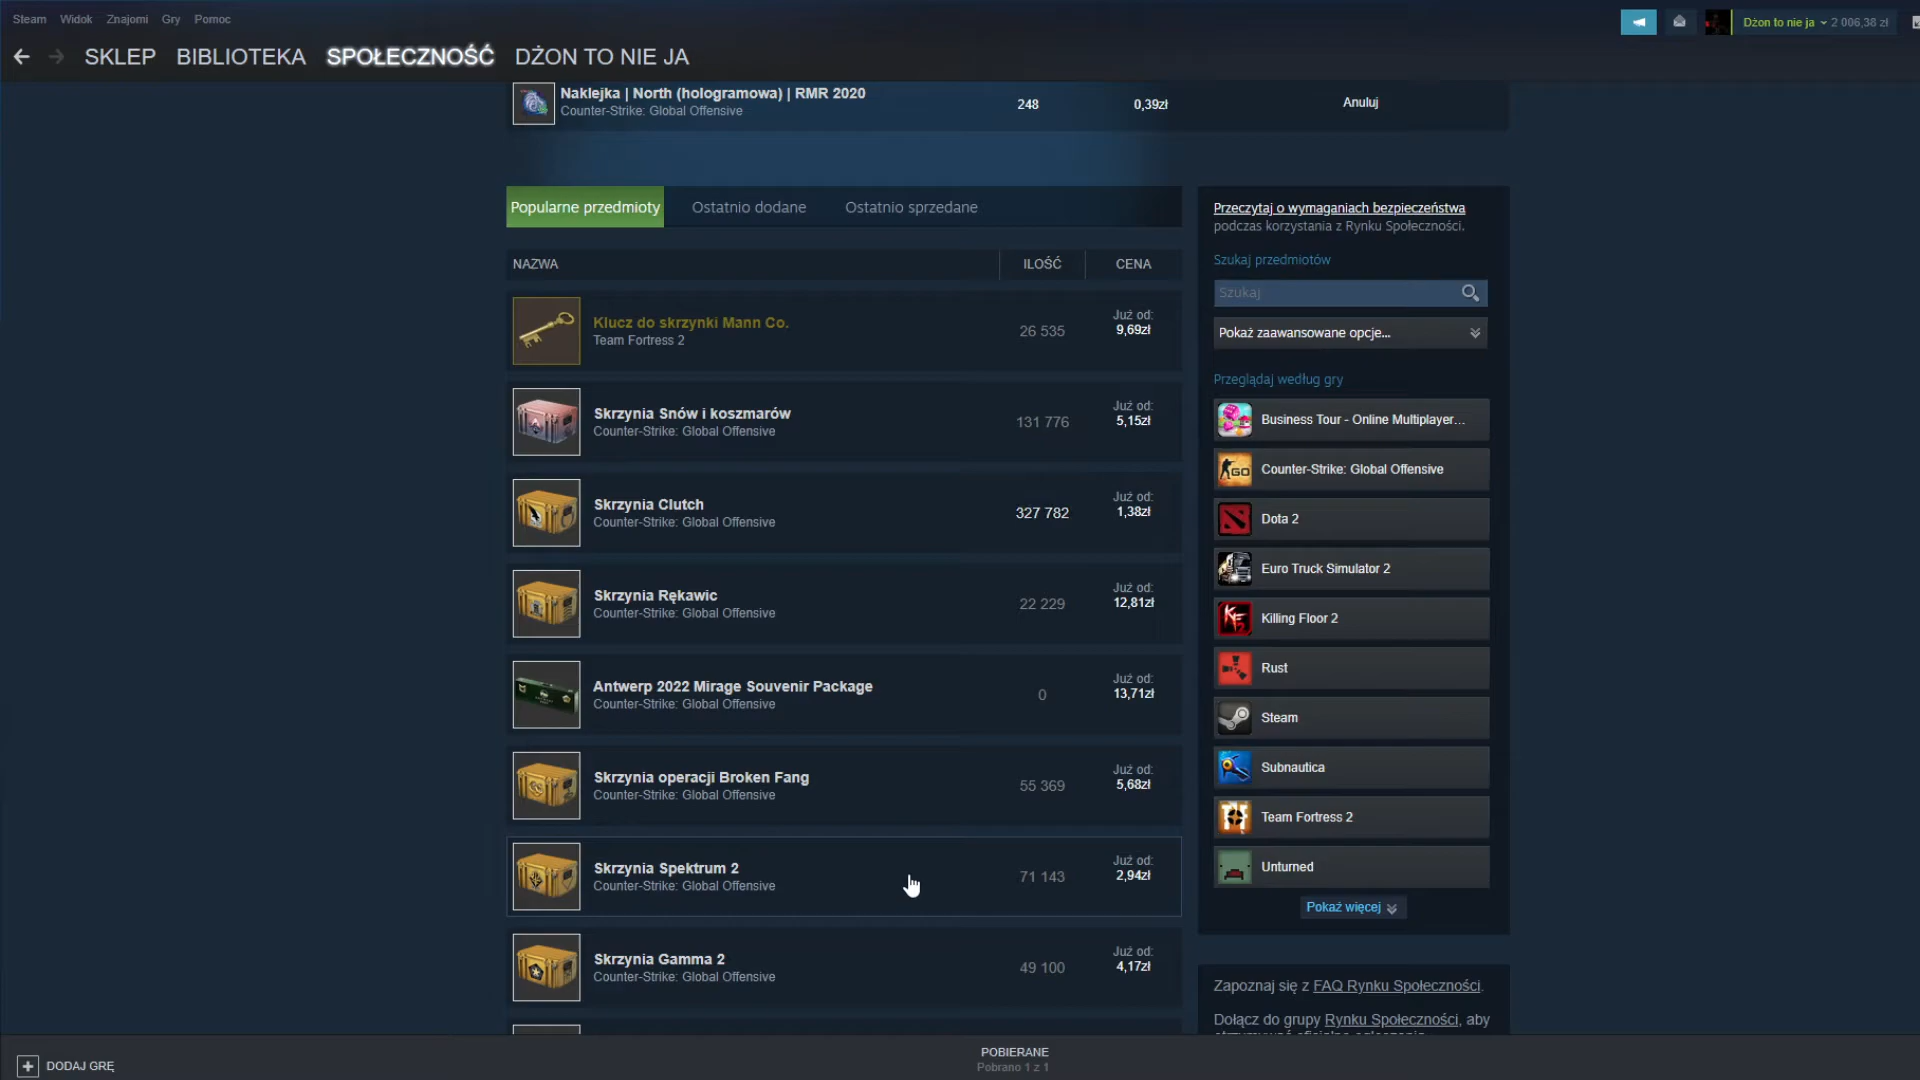 Steam Widok Znajomi Gry Pomoc
Dżon to nie ja 2 006,38 zł
SKLEP BIBLIOTEKA SPOŁECZNOŚĆ DŻON TO NIE JA
Naklejka | North (hologramowa) | RMR 2020
Counter-Strike: Global Offensive
248 0,39zł Anuluj
Popularne przedmioty Ostatnio dodane Ostatnio sprzedane
NAZWA ILOŚĆ CENA
Klucz do skrzynki Mann Co.
Team Fortress 2
26 535
Już od:
9,69zł
Skrzynia Snów i koszmarów
Counter-Strike: Global Offensive
131 776
Już od:
5,15zł
Skrzynia Clutch
Counter-Strike: Global Offensive
327 782
Już od:
1,38zł
Skrzynia Rękawic
Counter-Strike: Global Offensive
22 229
Już od:
12,81zł
Antwerp 2022 Mirage Souvenir Package
Counter-Strike: Global Offensive
0
Już od:
13,71zł
Skrzynia operacji Broken Fang
Counter-Strike: Global Offensive
55 369
Już od:
5,68zł
Skrzynia Spektrum 2
Counter-Strike: Global Offensive
71 143
Już od:
2,94zł
Skrzynia Gamma 2
Counter-Strike: Global Offensive
49 100
Już od:
4,17zł
Przeczytaj o wymaganiach bezpieczeństwa
podczas korzystania z Rynku Społeczności.
Szukaj przedmiotów
Szukaj
Pokaż zaawansowane opcje...
Przeglądaj według gry
Business Tour - Online Multiplayer...
Counter-Strike: Global Offensive
Dota 2
Euro Truck Simulator 2
Killing Floor 2
Rust
Steam
Subnautica
Team Fortress 2
Unturned
Pokaż więcej
Zapoznaj się z FAQ Rynku Społeczności.
Dołącz do grupy Rynku Społeczności, aby
DODAJ GRĘ
POBIERANE
Pobrano 1 z 1